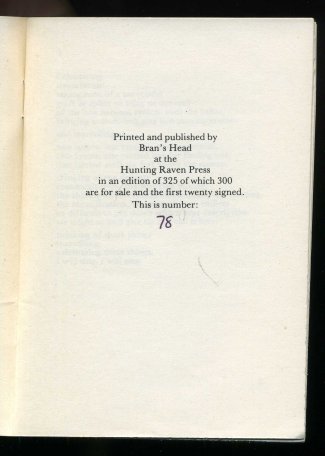 Printed and published by
Bran's Head
at the
Hunting Raven Press
in an edition of 325 of which 300
are for sale and the first twenty signed.
This is number:
78